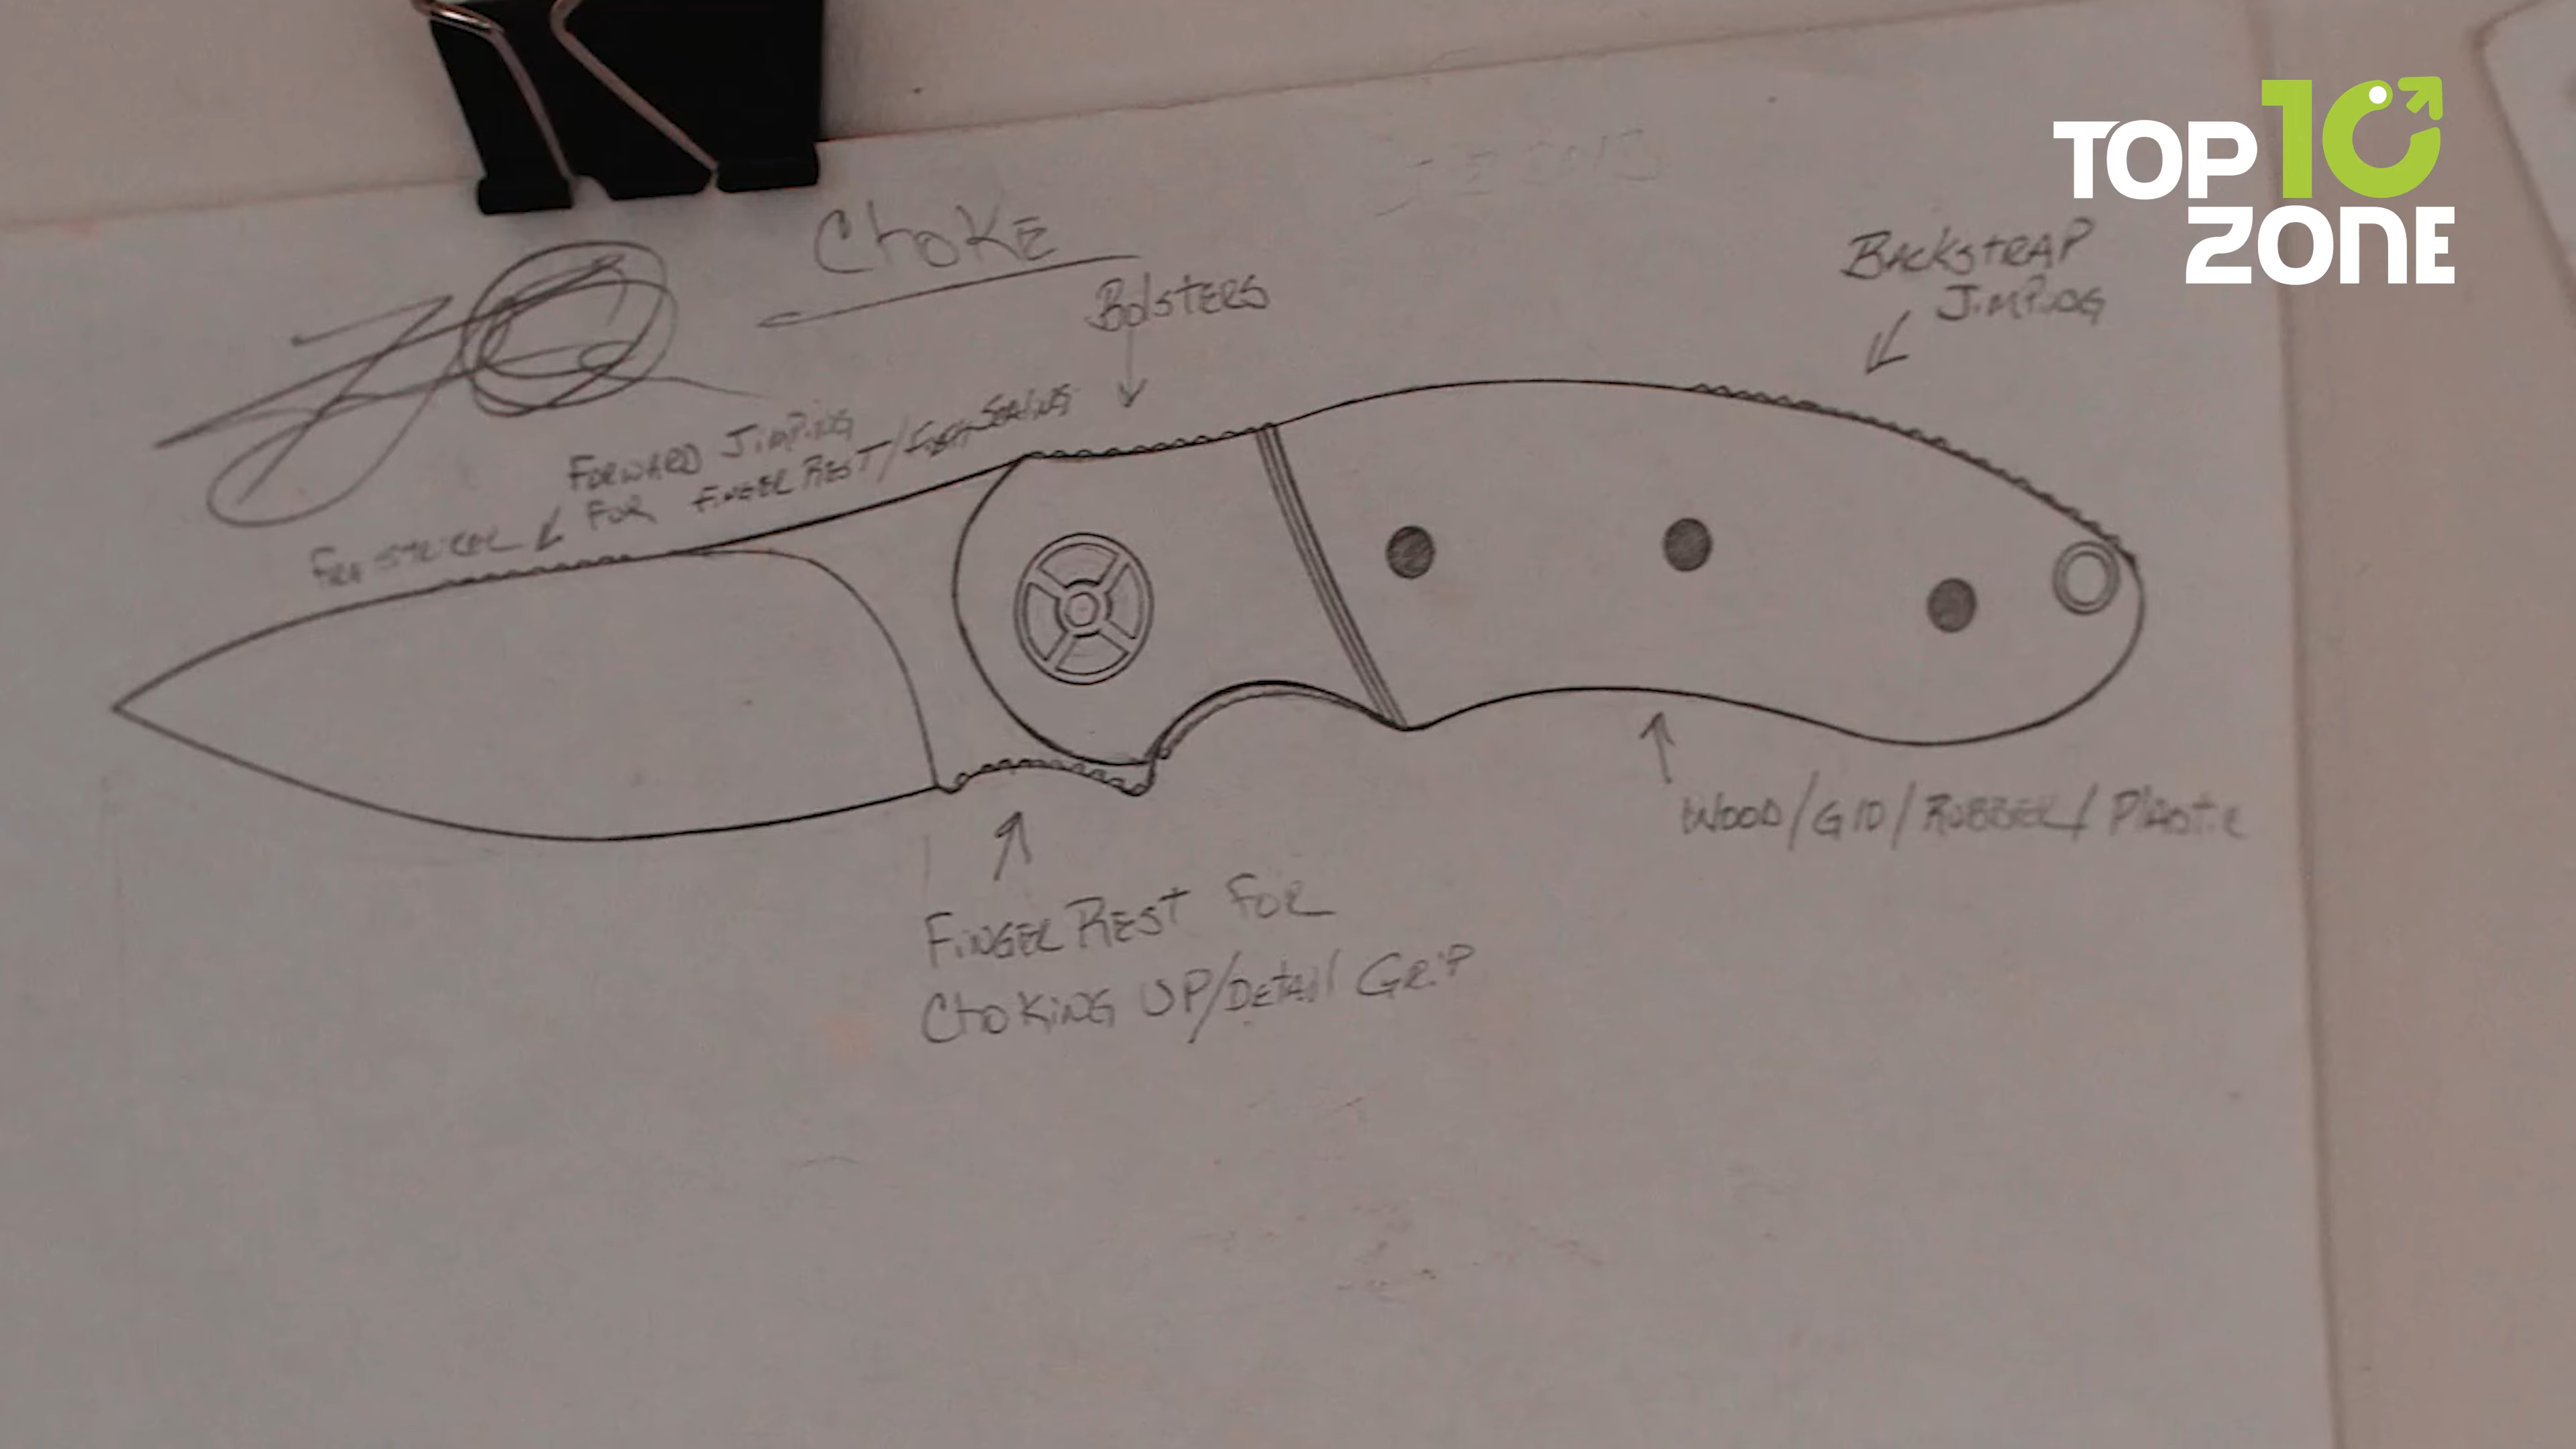 TOP 10
ZONE
Choke
Bolsters
BACKSTRAP
JIMPING
FORWARD JIMPING
FOR FINGER REST/
WOOD/G10/RUBBER/PLASTIC
FINGER REST FOR
CHOKING UP/DETAIL GRIP